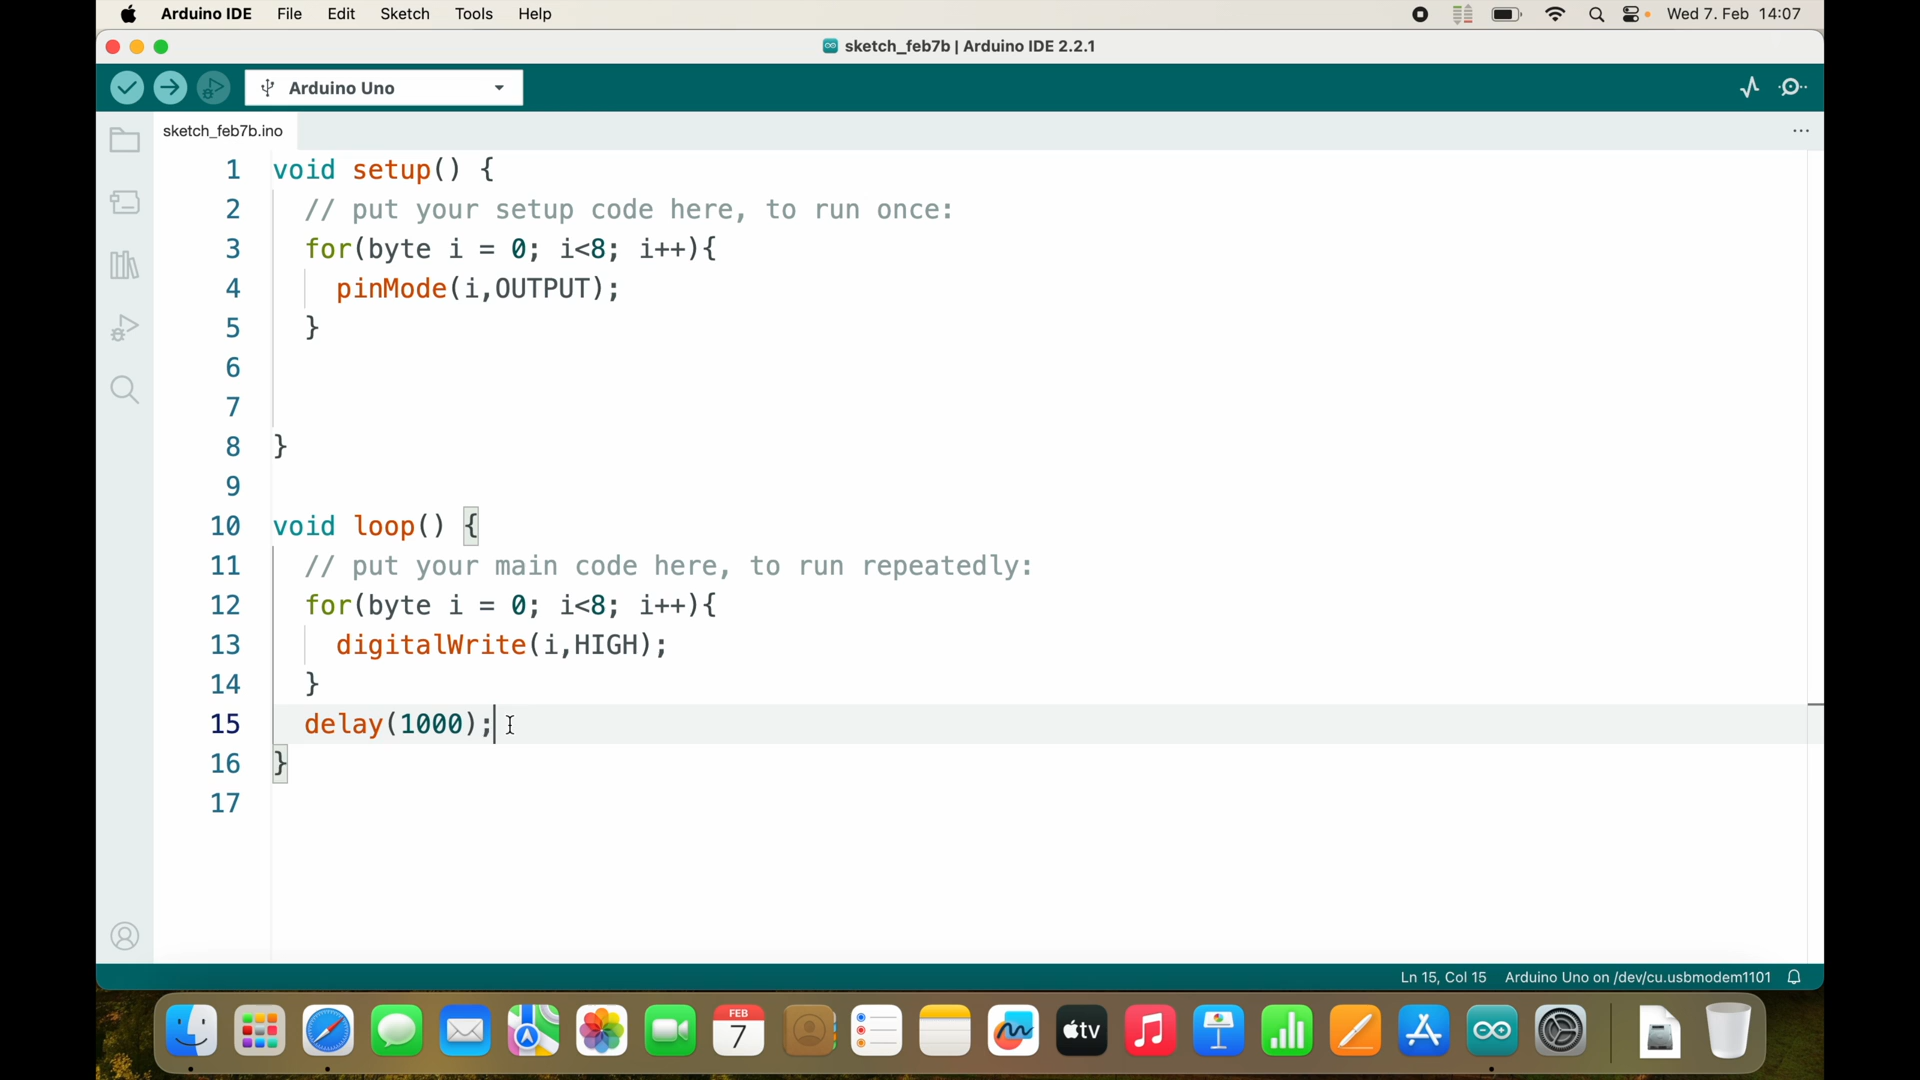 Arduino IDE File Edit Sketch Tools Help Wed 7. Feb 14:07
sketch_feb7b | Arduino IDE 2.2.1
Arduino Uno
sketch_feb7b.ino
1 void setup() {
2 // put your setup code here, to run once:
3 for(byte i = 0; i<8; i++){
4 pinMode(i,OUTPUT);
5 }
6
7
8 }
9
10 void loop() {
11 // put your main code here, to run repeatedly:
12 for(byte i = 0; i<8; i++){
13 digitalWrite(i,HIGH);
14 }
15 delay(1000);
16 }
17
Ln 15, Col 15 Arduino Uno on /dev/cu.usbmodem1101
FEB
7
tv